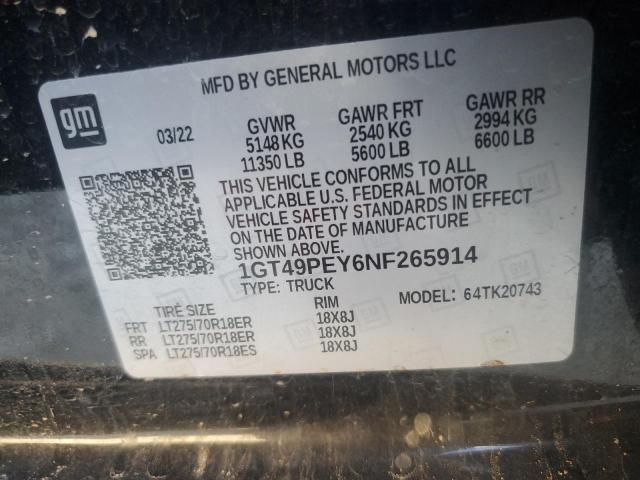 MFD BY GENERAL MOTORS LLC
gm
03/22
GVWR GAWR FRT GAWR RR
5148 KG 2540 KG 2994 KG
11350 LB 5600 LB 6600 LB
THIS VEHICLE CONFORMS TO ALL
APPLICABLE U.S. FEDERAL MOTOR
VEHICLE SAFETY STANDARDS IN EFFECT
ON THE DATE OF MANUFACTURE
SHOWN ABOVE.
1GT49PEY6NF265914
TYPE: TRUCK MODEL: 64TK20743
TIRE SIZE RIM
FRT LT275/70R18ER 18X8J
RR LT275/70R18ER 18X8J
SPA LT275/70R18ES 18X8J